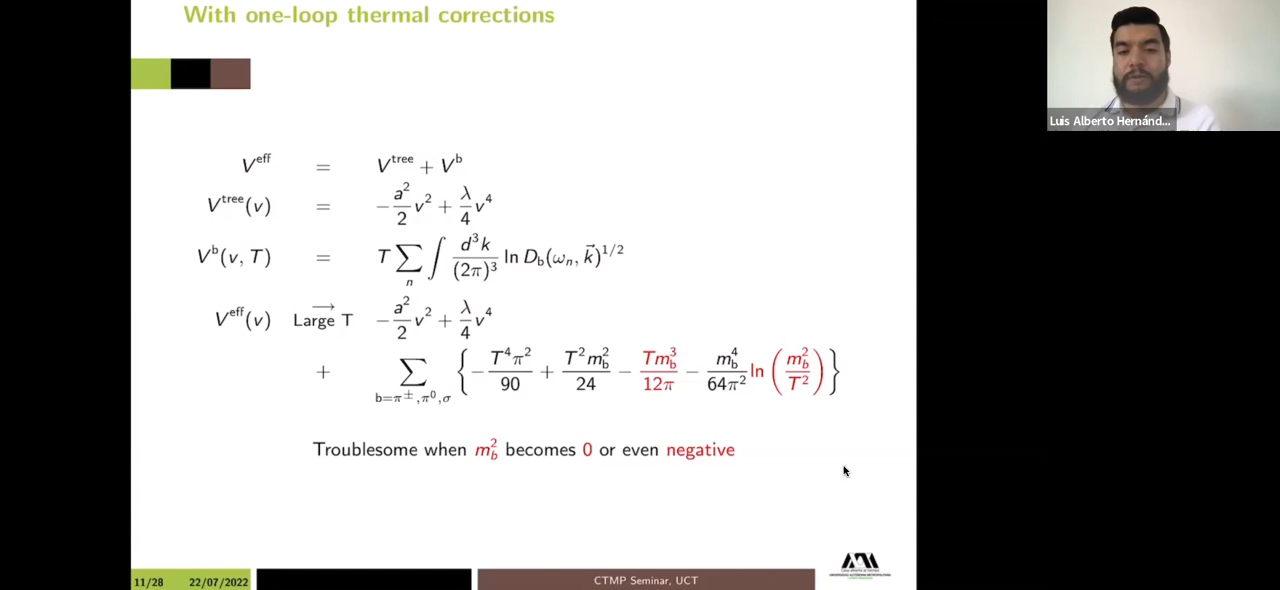 With one-loop thermal corrections
Luis Alberto Hernánd...
V^eff = V^tree + V^b
V^tree(v) = −a²/2 v² + λ/4 v⁴
V^b(v, T) = T ∑_n ∫ d³k/(2π)³ ln D_b(ω_n, k⃗)^1/2
V^eff(v) Large T⟶ −a²/2 v² + λ/4 v⁴
+ ∑_{b=π^±,π⁰,σ} { −T⁴π²/90 + T²m_b²/24 − Tm_b³/12π − m_b⁴/64π² ln (m_b²/T²) }
Troublesome when m_b² becomes 0 or even negative
11/28 22/07/2022 CTMP Seminar, UCT